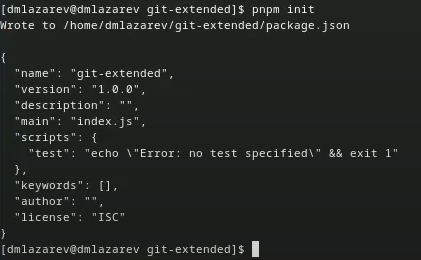 [dmlazarev@dmlazarev git-extended]$ pnpm init
Wrote to /home/dmlazarev/git-extended/package.json

{
  "name": "git-extended",
  "version": "1.0.0",
  "description": "",
  "main": "index.js",
  "scripts": {
    "test": "echo \"Error: no test specified\" && exit 1"
  },
  "keywords": [],
  "author": "",
  "license": "ISC"
}
[dmlazarev@dmlazarev git-extended]$